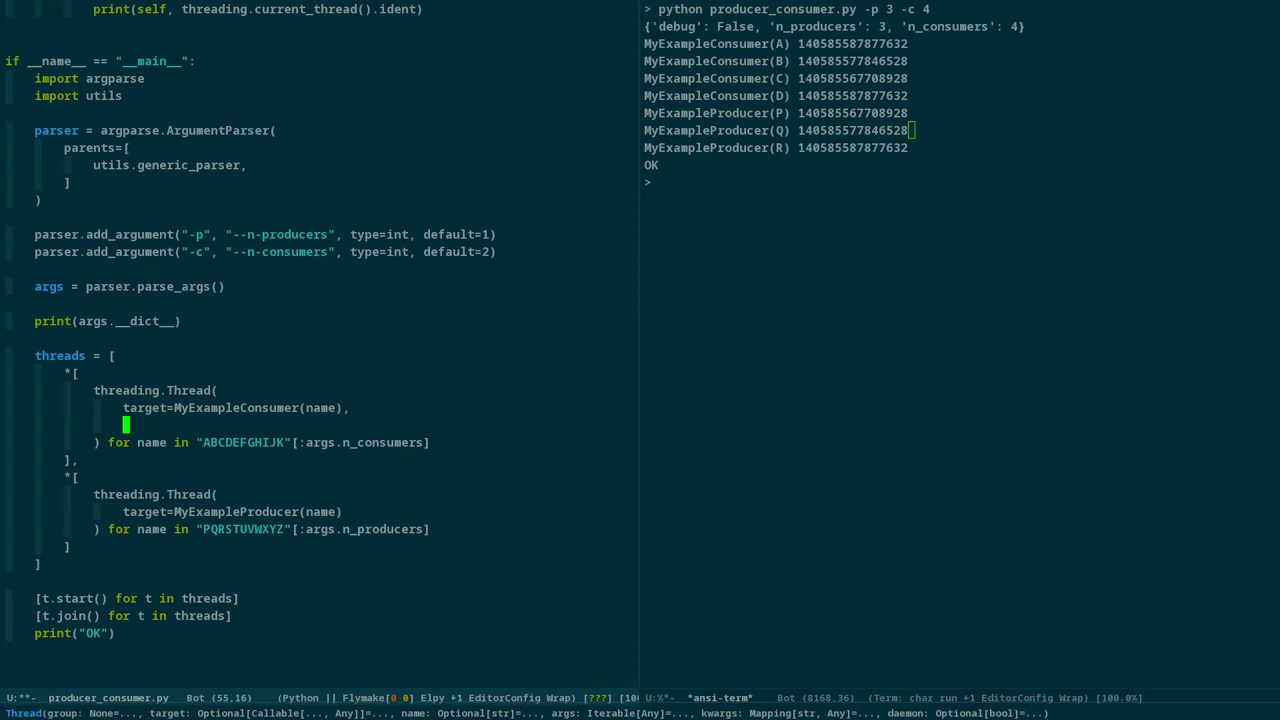 print(self, threading.current_thread().ident)
if __name__ == "__main__":
import argparse
import utils
parser = argparse.ArgumentParser(
parents=[
utils.generic_parser,
]
)
parser.add_argument("-p", "--n-producers", type=int, default=1)
parser.add_argument("-c", "--n-consumers", type=int, default=2)
args = parser.parse_args()
print(args.__dict__)
threads = [
*[
threading.Thread(
target=MyExampleConsumer(name),
) for name in "ABCDEFGHIJK"[:args.n_consumers]
],
*[
threading.Thread(
target=MyExampleProducer(name)
) for name in "PQRSTUVWXYZ"[:args.n_producers]
]
]
[t.start() for t in threads]
[t.join() for t in threads]
print("OK")
U:**-  producer_consumer.py   Bot (55,16)   (Python || Flymake[0 0] Elpy +1 EditorConfig Wrap) [???] [10
> python producer_consumer.py -p 3 -c 4
{'debug': False, 'n_producers': 3, 'n_consumers': 4}
MyExampleConsumer(A) 140585587877632
MyExampleConsumer(B) 140585577846528
MyExampleConsumer(C) 140585567708928
MyExampleConsumer(D) 140585587877632
MyExampleProducer(P) 140585567708928
MyExampleProducer(Q) 140585577846528
MyExampleProducer(R) 140585587877632
OK
>
U:%*-  *ansi-term*   Bot (8168,36)  (Term: char run +1 EditorConfig Wrap) [100.0%]
Thread(group: None=..., target: Optional[Callable[..., Any]]=..., name: Optional[str]=..., args: Iterable[Any]=..., kwargs: Mapping[str, Any]=..., daemon: Optional[bool]=...)